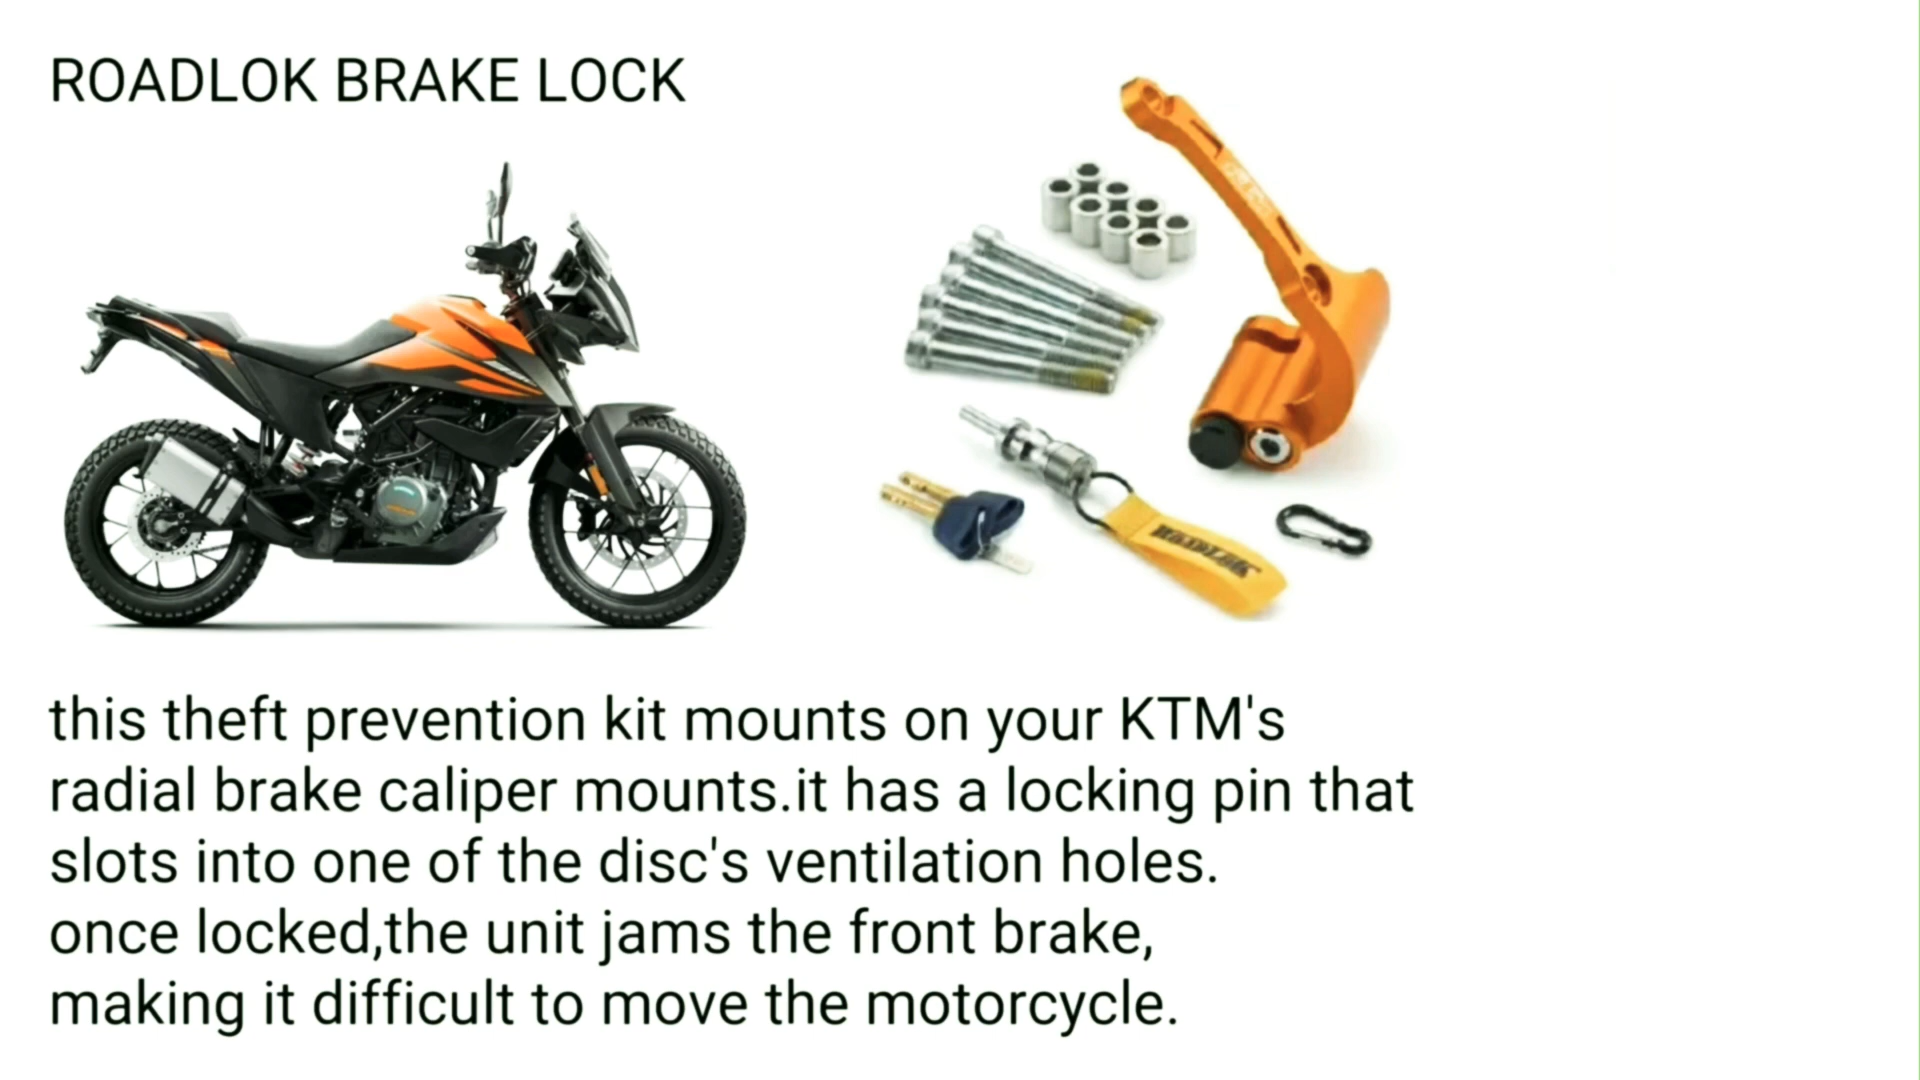 ROADLOK BRAKE LOCK
ROADLOK
this theft prevention kit mounts on your KTM's
radial brake caliper mounts.it has a locking pin that
slots into one of the disc's ventilation holes.
once locked,the unit jams the front brake,
making it difficult to move the motorcycle.